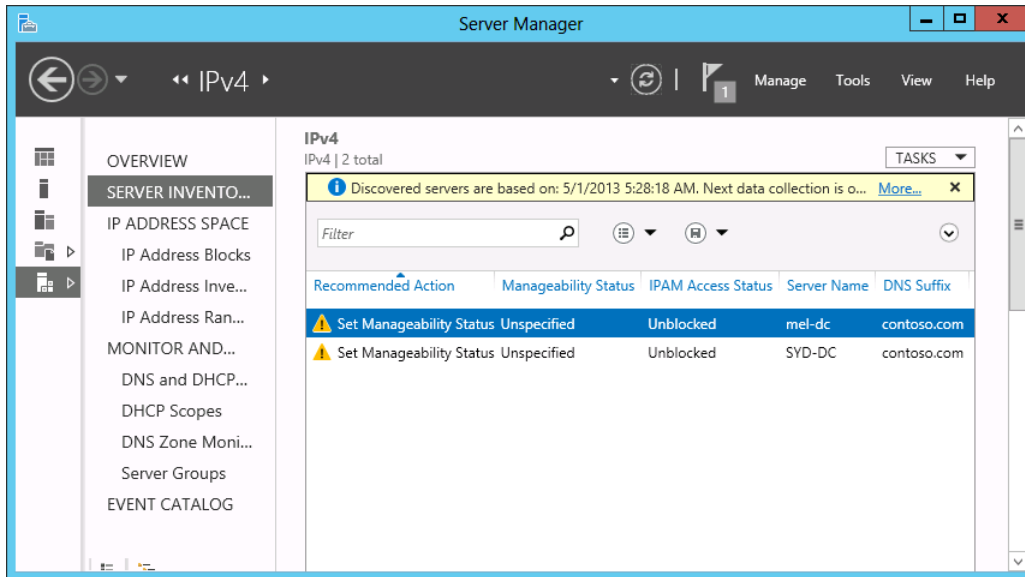 Server Manager
IPv4
1
Manage Tools View Help
OVERVIEW
SERVER INVENTO...
IP ADDRESS SPACE
IP Address Blocks
IP Address Inve...
IP Address Ran...
MONITOR AND...
DNS and DHCP...
DHCP Scopes
DNS Zone Moni...
Server Groups
EVENT CATALOG
IPv4
IPv4 | 2 total
TASKS
Discovered servers are based on: 5/1/2013 5:28:18 AM. Next data collection is o... More...
Filter
Recommended Action Manageability Status IPAM Access Status Server Name DNS Suffix
Set Manageability Status Unspecified Unblocked mel-dc contoso.com
Set Manageability Status Unspecified Unblocked SYD-DC contoso.com